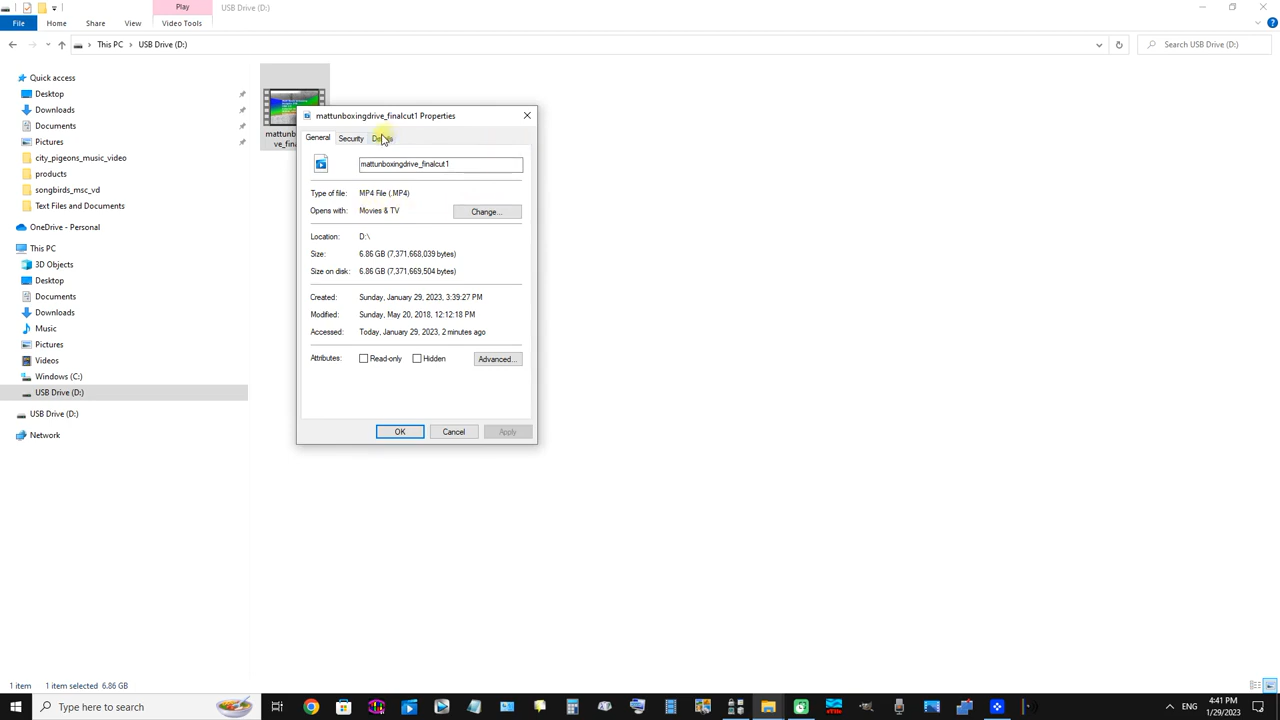 Play
USB Drive (D:)
File
Home
Share
View
Video Tools
This PC
USB Drive (D:)
Search USB Drive (D:)
Quick access
Desktop
Downloads
Documents
Pictures
city_pigeons_music_video
products
songbirds_msc_vd
Text Files and Documents
OneDrive - Personal
This PC
3D Objects
Desktop
Documents
Downloads
Music
Pictures
Videos
Windows (C:)
USB Drive (D:)
USB Drive (D:)
Network
mattunboxingdrive_finalcut1 Properties
General
Security
Details
mattunboxingdrive_finalcut1
Type of file: MP4 File (.MP4)
Opens with: Movies & TV
Change...
Location: D:\
Size: 6.86 GB (7,371,668,039 bytes)
Size on disk: 6.86 GB (7,371,669,504 bytes)
Created: Sunday, January 29, 2023, 3:39:27 PM
Modified: Sunday, May 20, 2018, 12:12:18 PM
Accessed: Today, January 29, 2023, 2 minutes ago
Attributes: Read-only Hidden Advanced...
OK
Cancel
Apply
1 item
1 item selected 6.86 GB
Type here to search
ENG
4:41 PM
1/29/2023